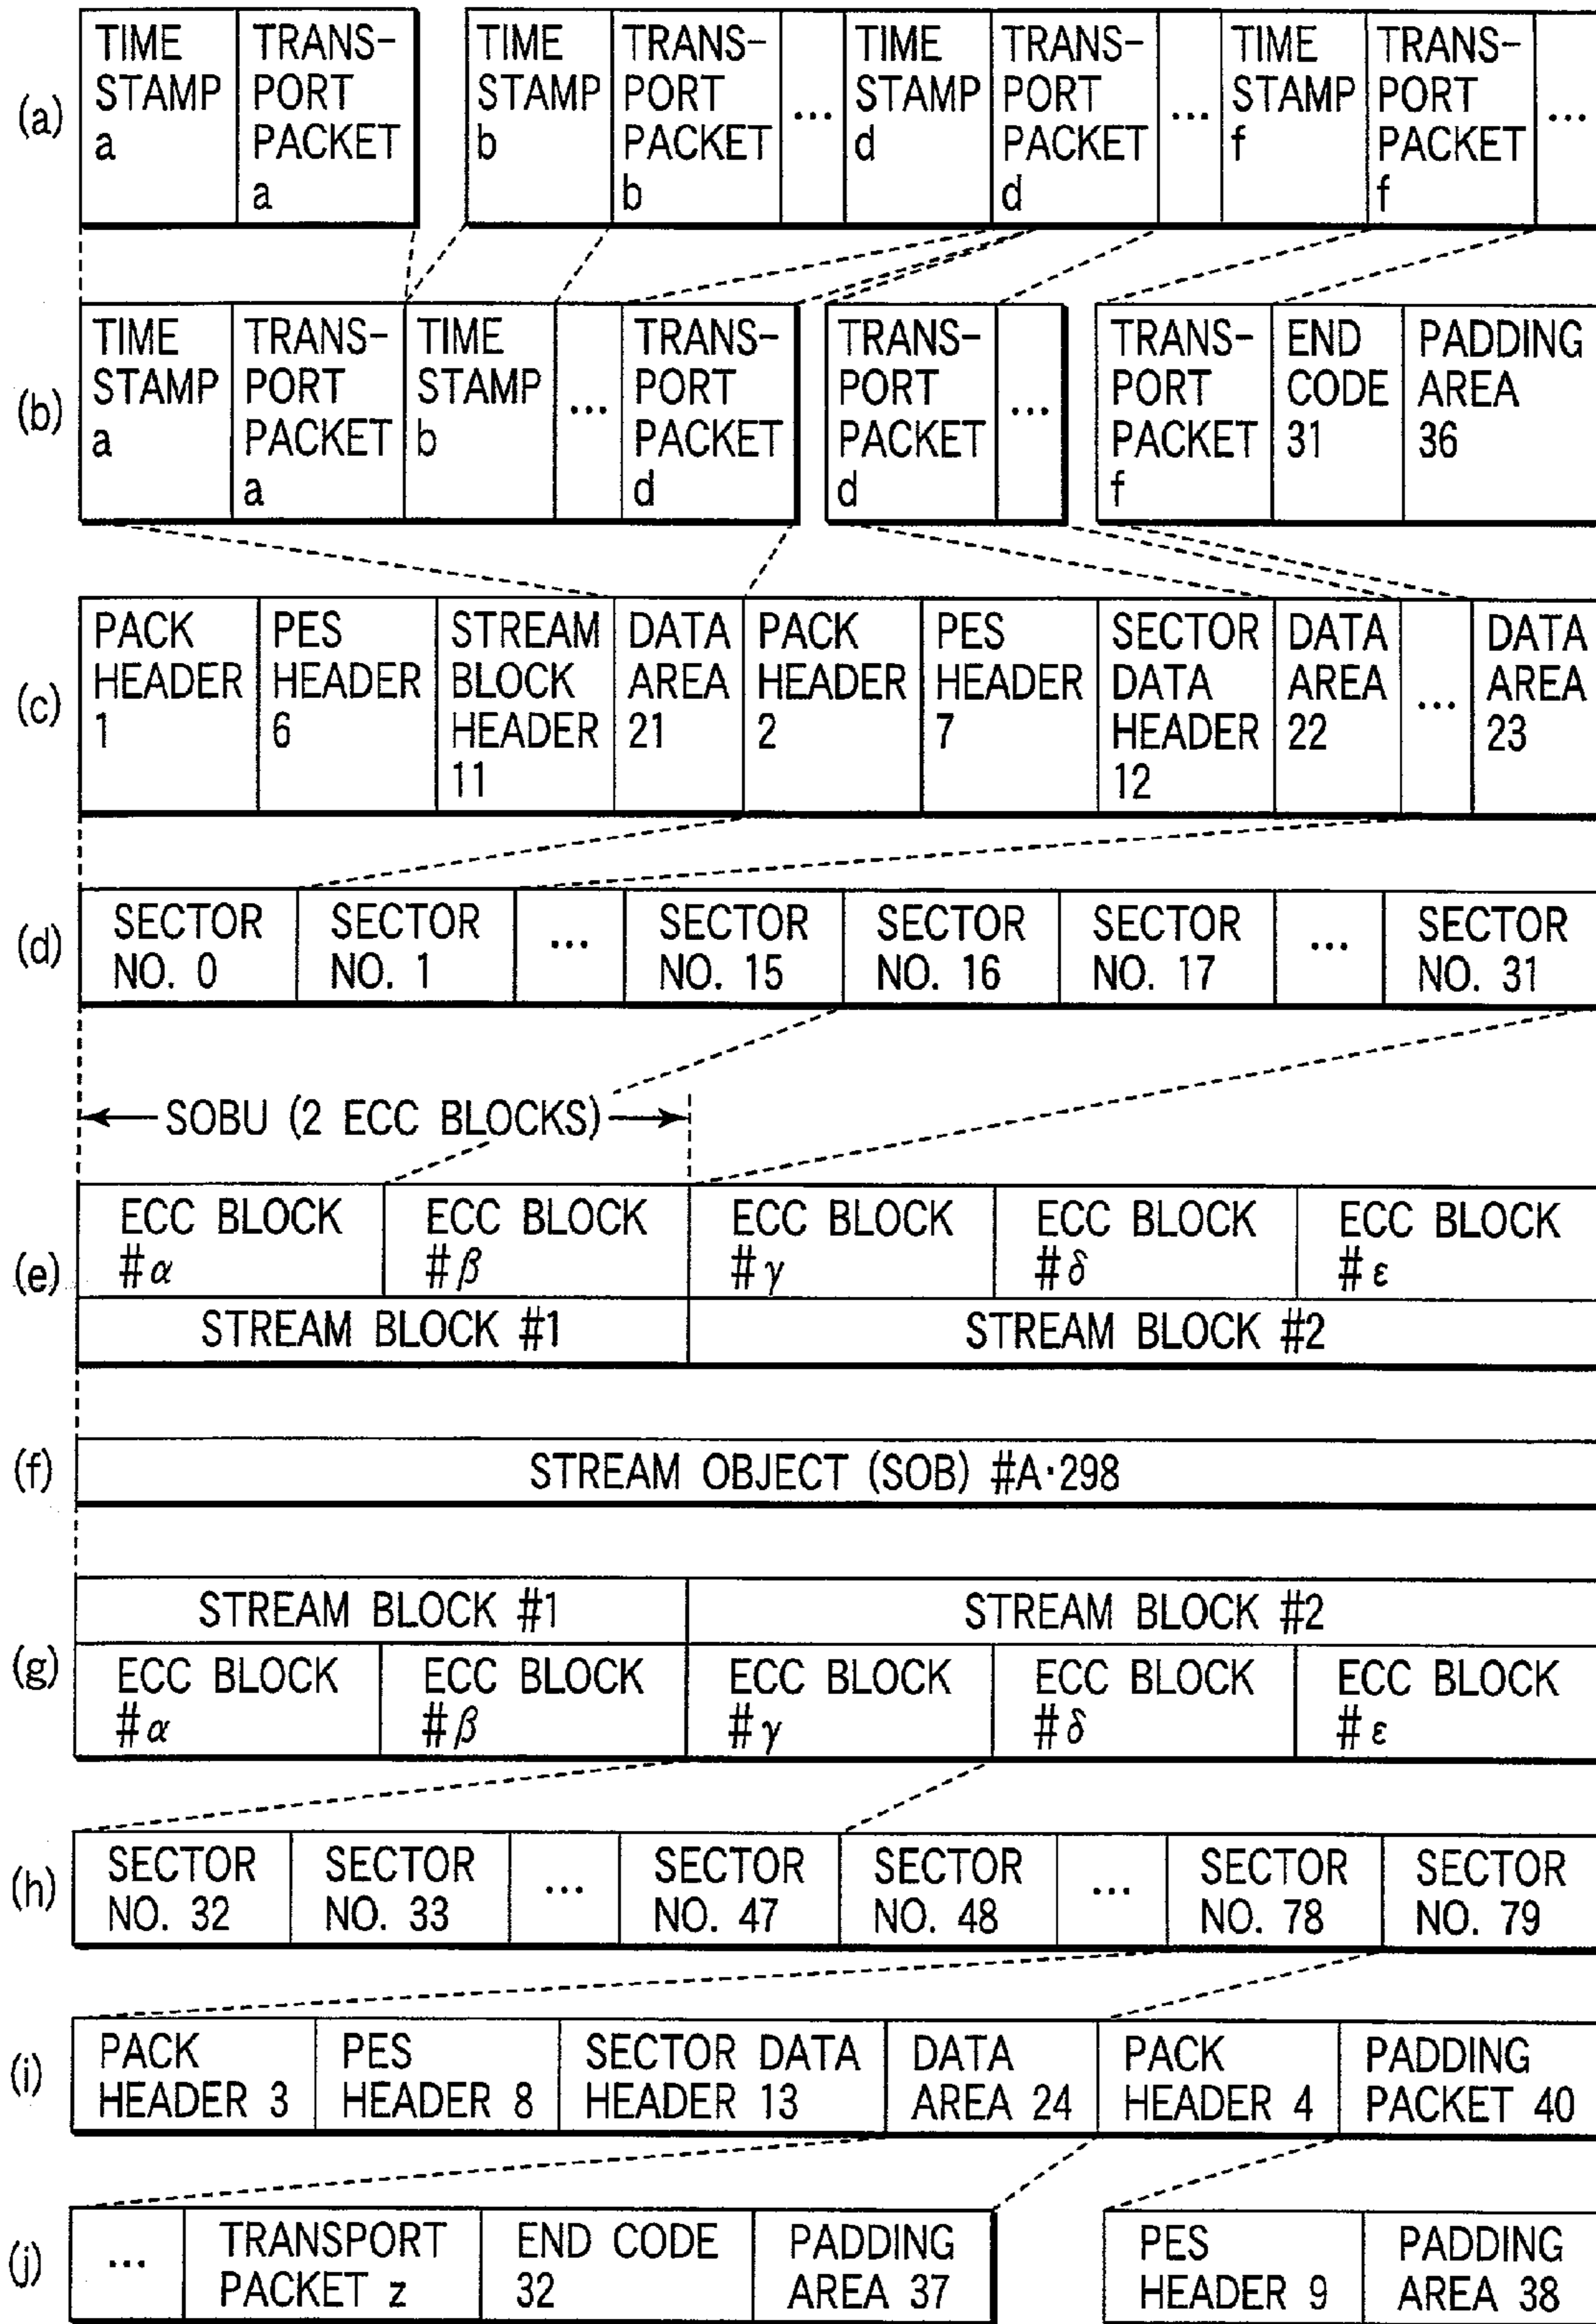 (a)
TIME STAMP a
TRANS-PORT PACKET a
TIME STAMP b
TRANS-PORT PACKET b
...
TIME STAMP d
TRANS-PORT PACKET d
...
TIME STAMP f
TRANS-PORT PACKET f
...
(b)
TIME STAMP a
TRANS-PORT PACKET a
TIME STAMP b
...
TRANS-PORT PACKET d
TRANS-PORT PACKET d
...
TRANS-PORT PACKET f
END CODE 31
PADDING AREA 36
(c)
PACK HEADER 1
PES HEADER 6
STREAM BLOCK HEADER 11
DATA AREA 21
PACK HEADER 2
PES HEADER 7
SECTOR DATA HEADER 12
DATA AREA 22
...
DATA AREA 23
(d)
SECTOR NO. 0
SECTOR NO. 1
...
SECTOR NO. 15
SECTOR NO. 16
SECTOR NO. 17
...
SECTOR NO. 31
SOBU (2 ECC BLOCKS)
(e)
ECC BLOCK #α
ECC BLOCK #β
ECC BLOCK #γ
ECC BLOCK #δ
ECC BLOCK #ε
STREAM BLOCK #1
STREAM BLOCK #2
(f)
STREAM OBJECT (SOB) #A·298
(g)
STREAM BLOCK #1
STREAM BLOCK #2
ECC BLOCK #α
ECC BLOCK #β
ECC BLOCK #γ
ECC BLOCK #δ
ECC BLOCK #ε
(h)
SECTOR NO. 32
SECTOR NO. 33
...
SECTOR NO. 47
SECTOR NO. 48
...
SECTOR NO. 78
SECTOR NO. 79
(i)
PACK HEADER 3
PES HEADER 8
SECTOR DATA HEADER 13
DATA AREA 24
PACK HEADER 4
PADDING PACKET 40
(j)
...
TRANSPORT PACKET z
END CODE 32
PADDING AREA 37
PES HEADER 9
PADDING AREA 38